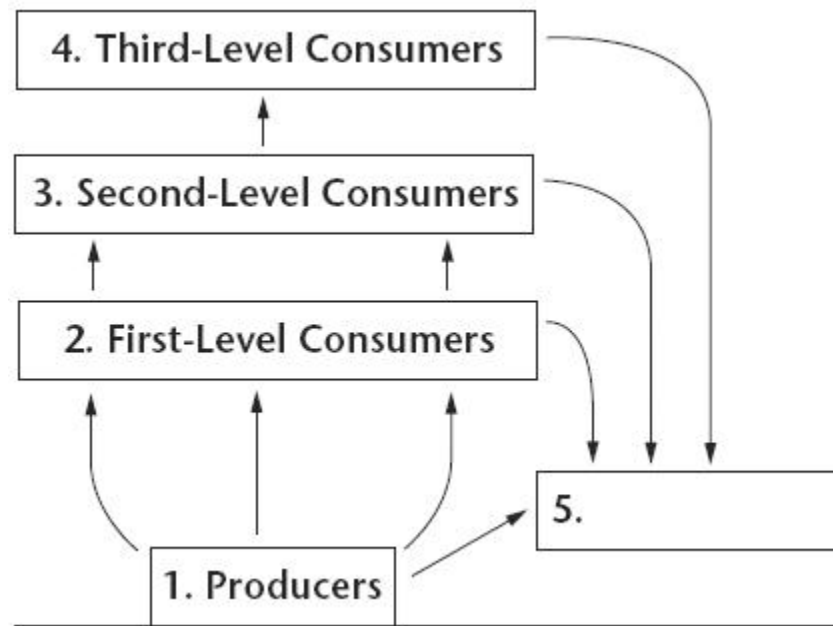 4. Third-Level Consumers
3. Second-Level Consumers
2. First-Level Consumers
5.
1. Producers